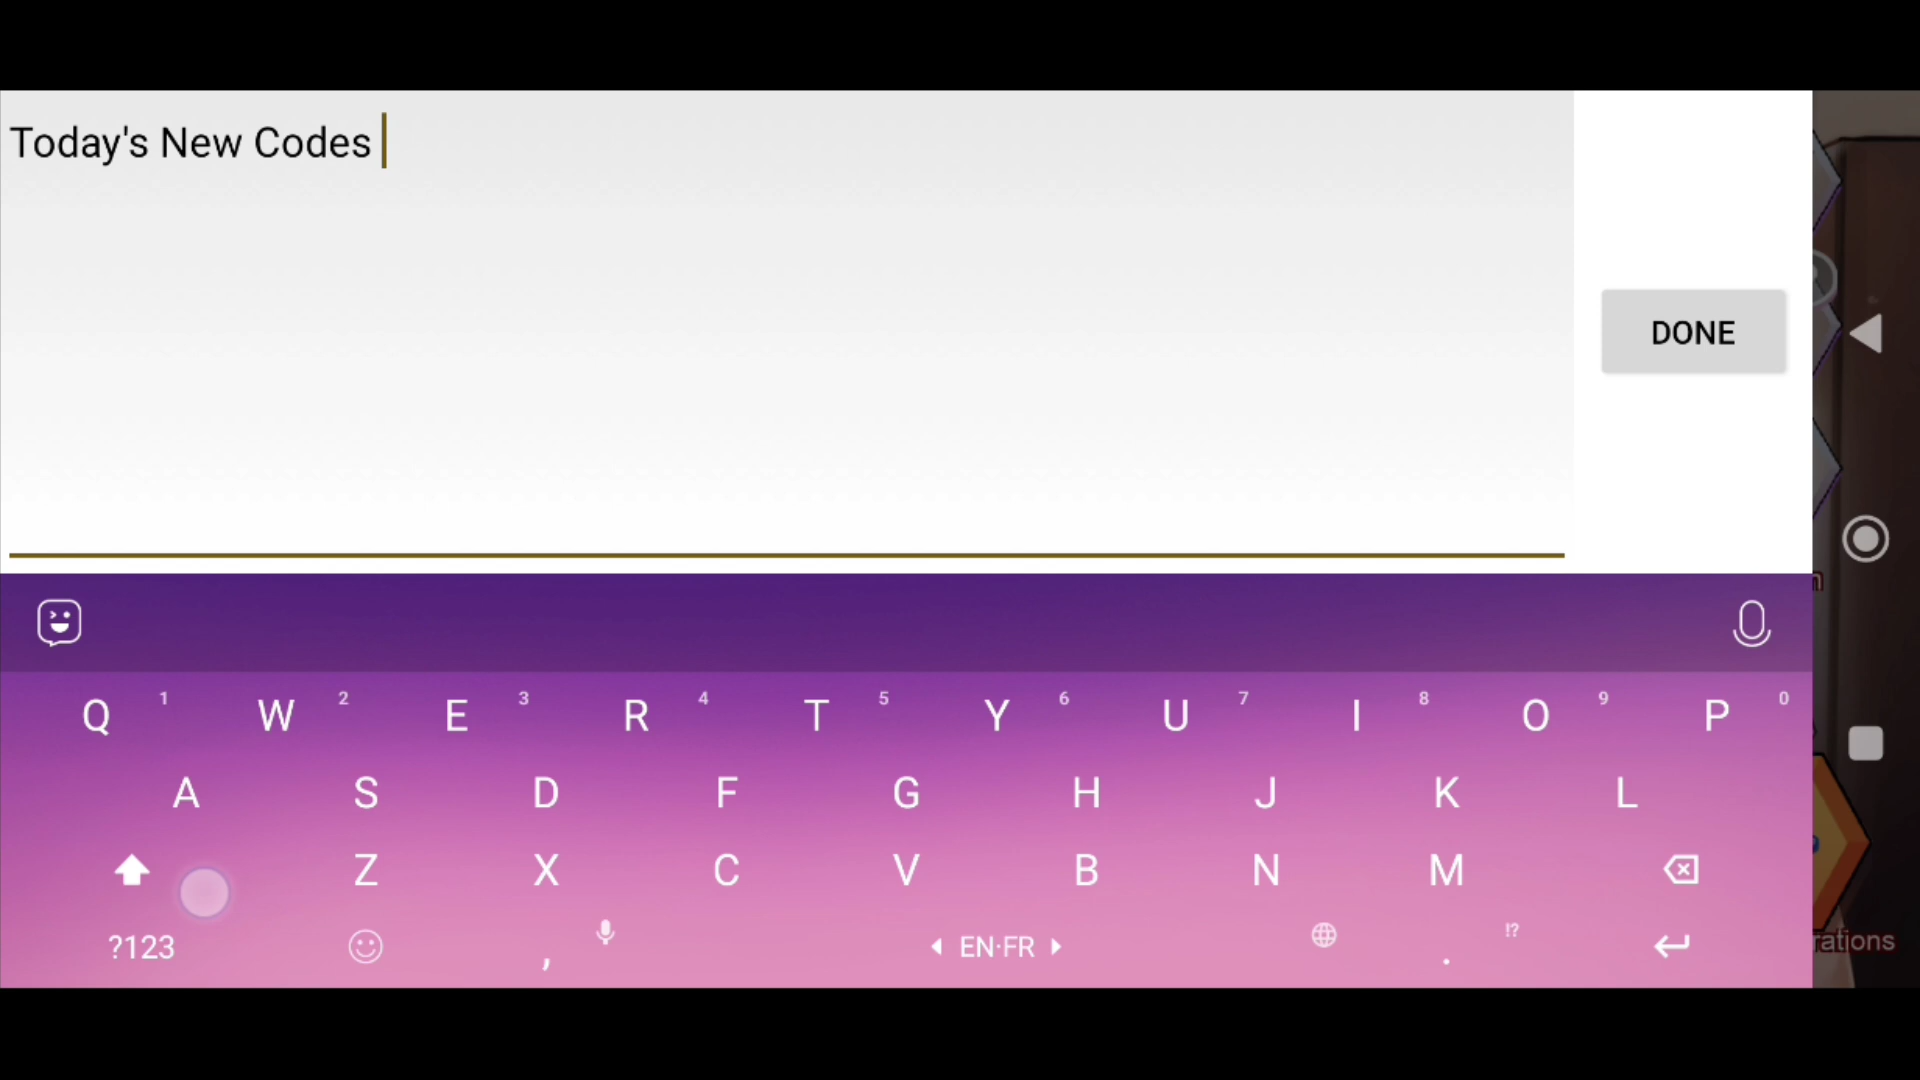 Today's New Codes
DONE
Q 1 W 2 E 3 R 4 T 5 Y 6 U 7 I 8 O 9 P 0
A S D F G H J K L
Z X C V B N M
?123 , EN·FR . !?
rations